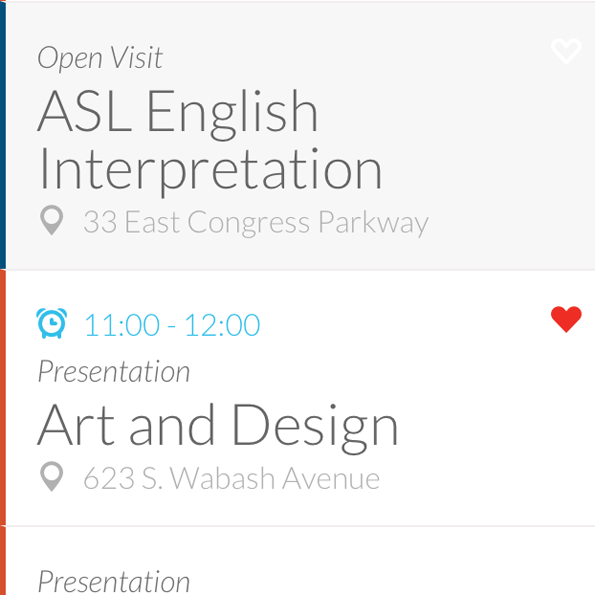 Open Visit
ASL English
Interpretation
33 East Congress Parkway
11:00 - 12:00
Presentation
Art and Design
623 S. Wabash Avenue
Presentation